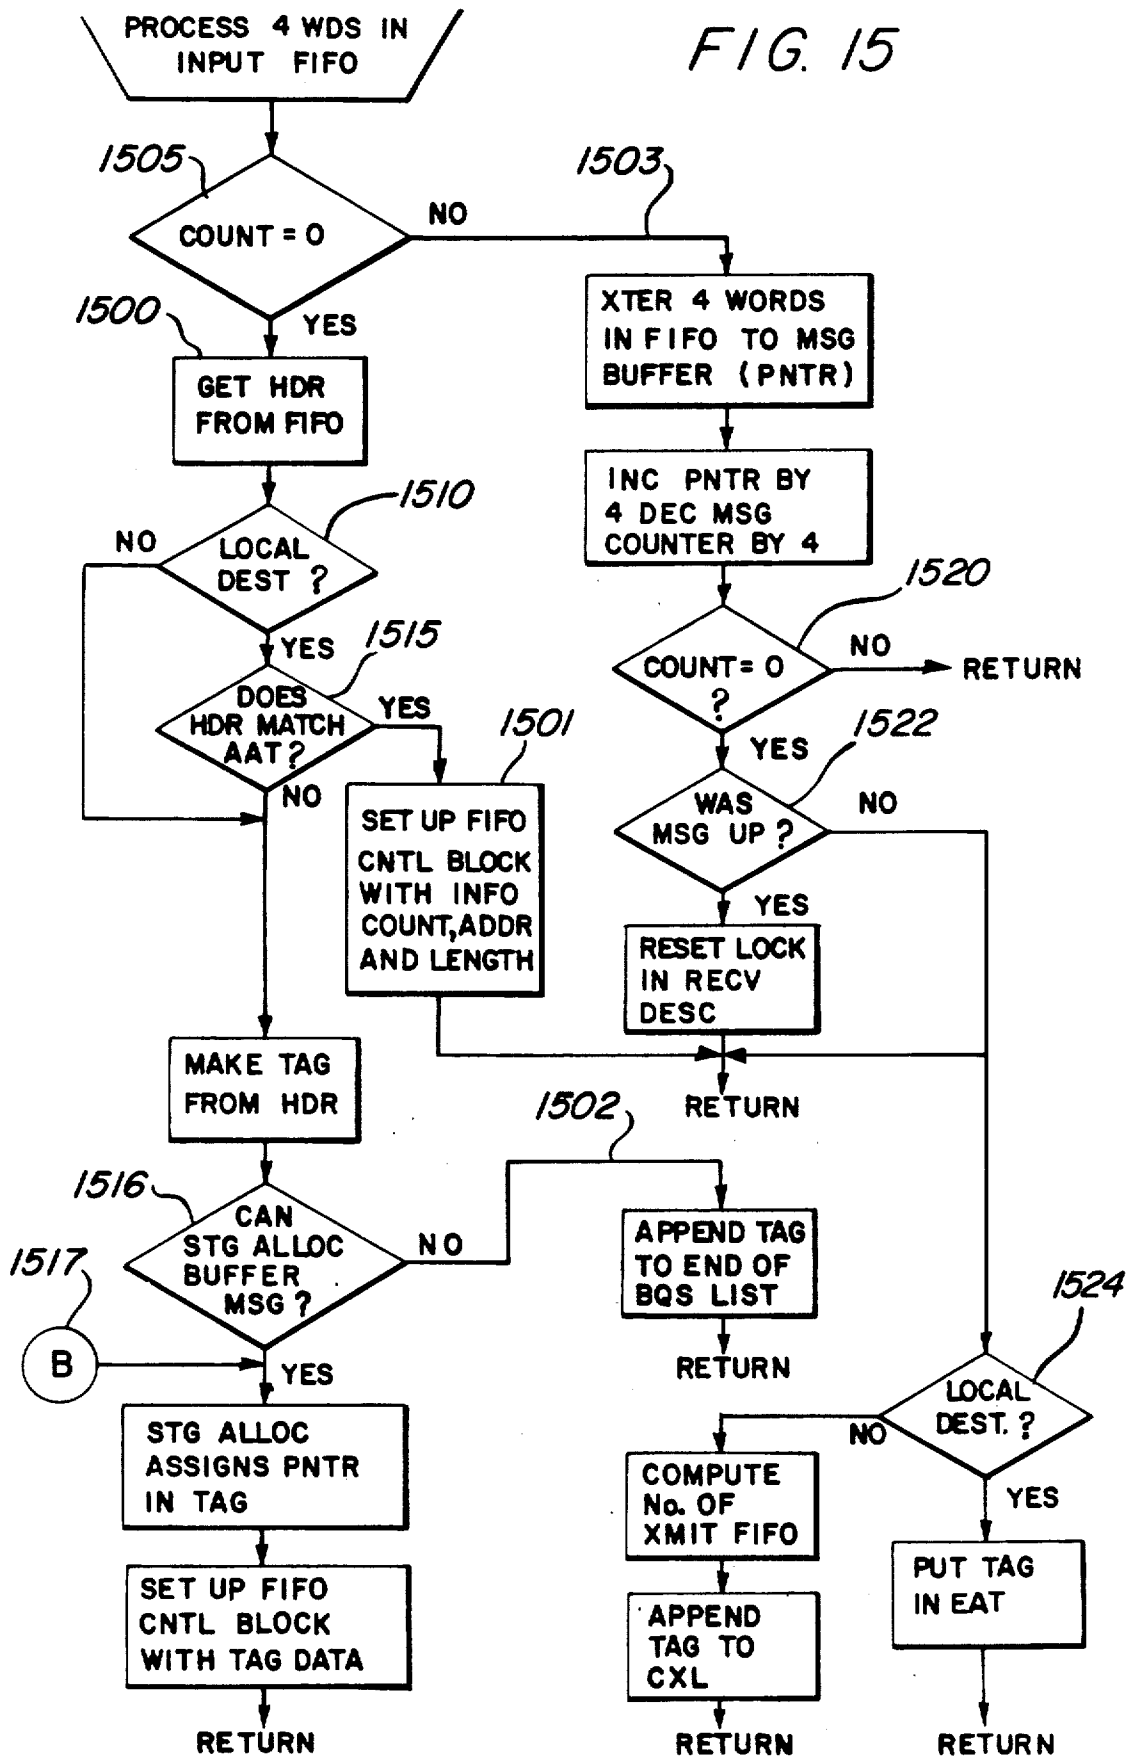 PROCESS 4 WDS IN
INPUT FIFO
FIG. 15
1505
COUNT = 0
NO
1503
YES
1500
GET HDR
FROM FIFO
XTER 4 WORDS
IN FIFO TO MSG
BUFFER (PNTR)
INC PNTR BY
4 DEC MSG
COUNTER BY 4
1510
NO
LOCAL
DEST ?
YES
1515
DOES
HDR MATCH
AAT ?
YES
NO
1501
SET UP FIFO
CNTL BLOCK
WITH INFO
COUNT, ADDR
AND LENGTH
1520
COUNT = 0
?
NO
RETURN
YES
1522
WAS
MSG UP ?
NO
YES
RESET LOCK
IN RECV
DESC
RETURN
MAKE TAG
FROM HDR
1502
1516
CAN
STG ALLOC
BUFFER
MSG ?
NO
APPEND TAG
TO END OF
BQS LIST
RETURN
1517
B
YES
STG ALLOC
ASSIGNS PNTR
IN TAG
SET UP FIFO
CNTL BLOCK
WITH TAG DATA
RETURN
1524
LOCAL
DEST. ?
NO
YES
COMPUTE
No. OF
XMIT FIFO
APPEND
TAG TO
CXL
RETURN
PUT TAG
IN EAT
RETURN